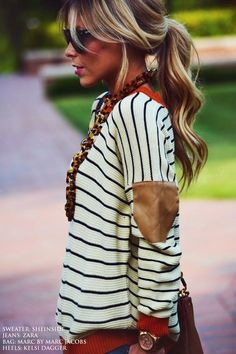 SWEATER: SHEINSIDE
JEANS: ZARA
BAG: MARC BY MARC JACOBS
HEELS: KELSI DAGGER